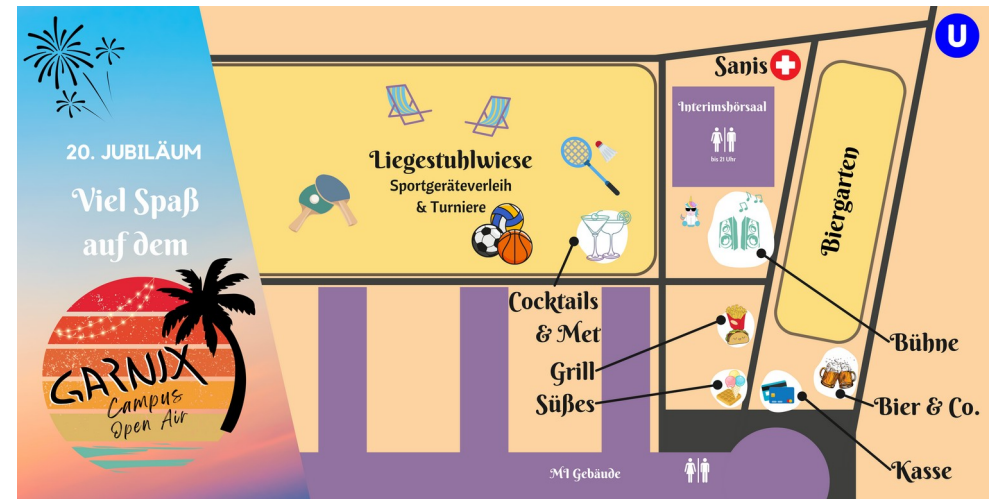 20. JUBILÄUM
Viel Spaß
auf dem
GARNIX
Campus
Open Air
U
Sanis
Interimshörsaal
bis 21 Uhr
Liegestuhlwiese
Sportgeräteverleih
& Turniere
Biergarten
Cocktails
& Met
Grill
Süßes
Bühne
Bier & Co.
Kasse
MI Gebäude